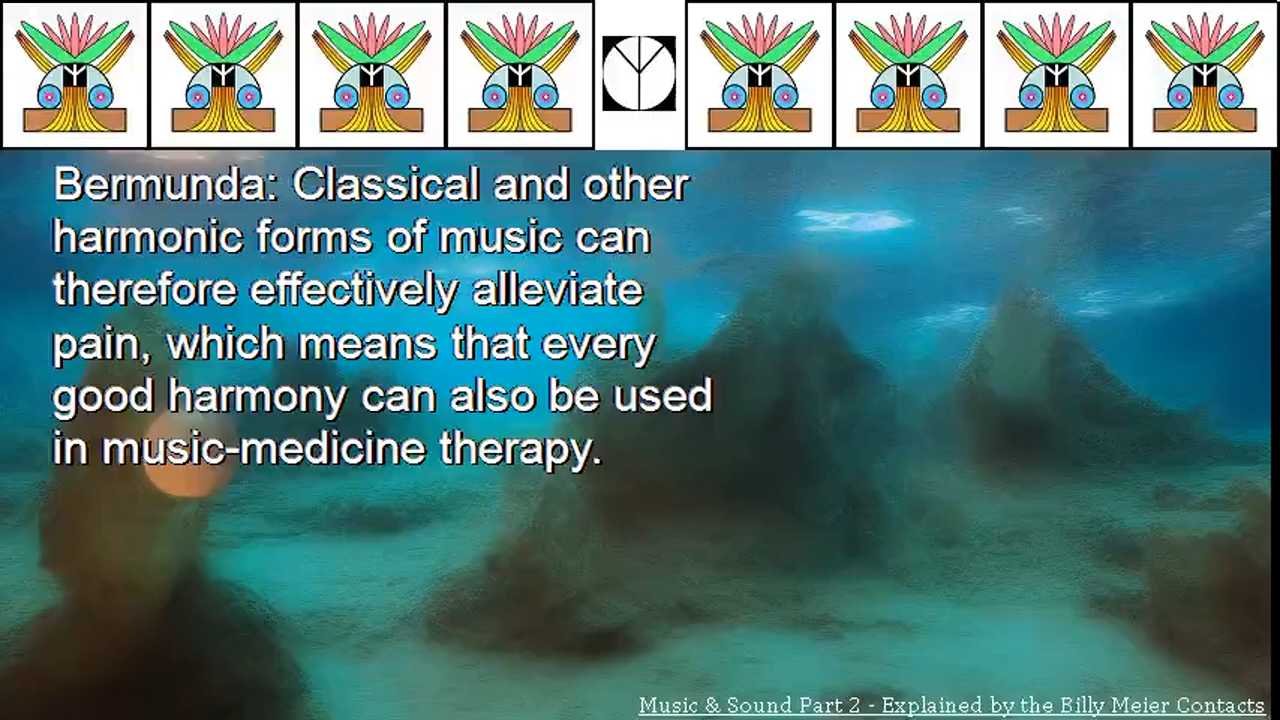 Bermunda: Classical and other
harmonic forms of music can
therefore effectively alleviate
pain, which means that every
good harmony can also be used
in music-medicine therapy.
Music & Sound Part 2 - Explained by the Billy Meier Contacts